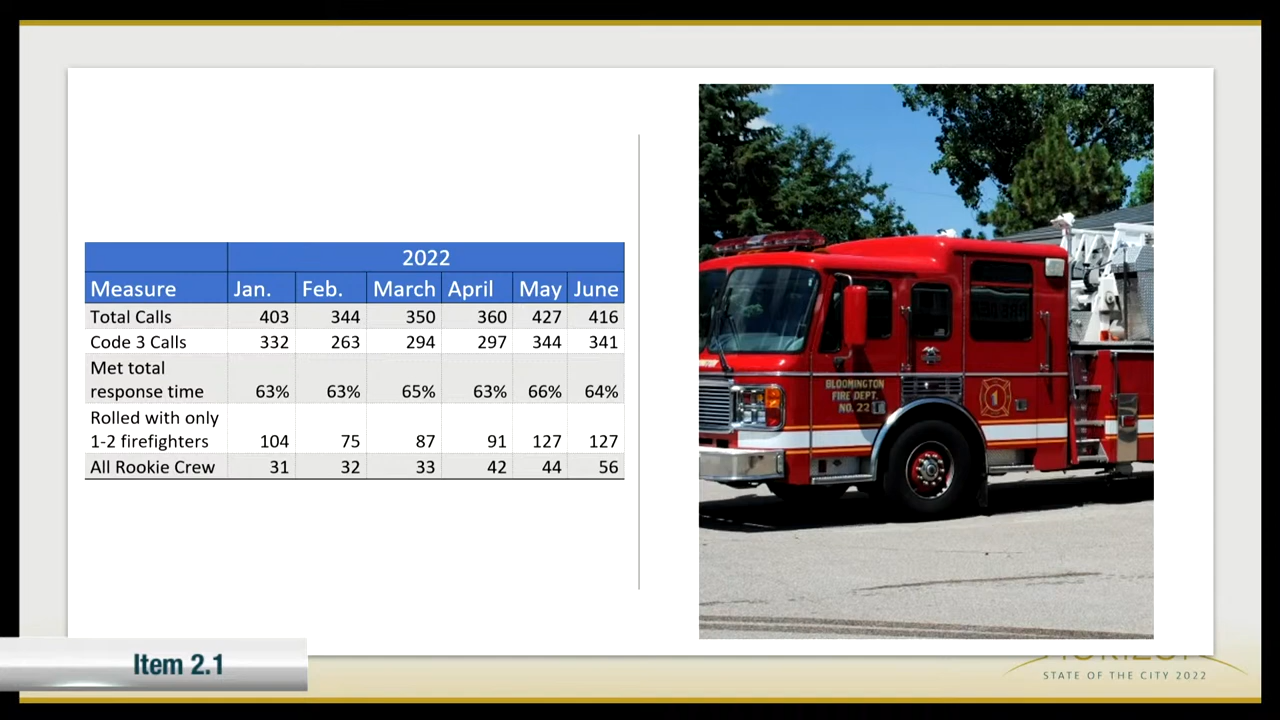 2022
Measure Jan. Feb. March April May June
Total Calls 403 344 350 360 427 416
Code 3 Calls 332 263 294 297 344 341
Met total
response time 63% 63% 65% 63% 66% 64%
Rolled with only
1-2 firefighters 104 75 87 91 127 127
All Rookie Crew 31 32 33 42 44 56
BLOOMINGTON
FIRE DEPT.
NO. 22
1
Item 2.1
STATE OF THE CITY 2022